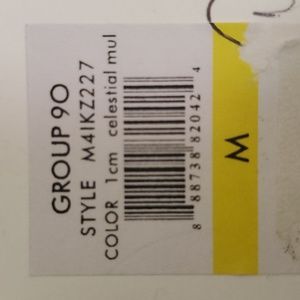 GROUP 90
STYLE M41KZ227
COLOR 1cm celestial mul
8 88738 82042 4
M